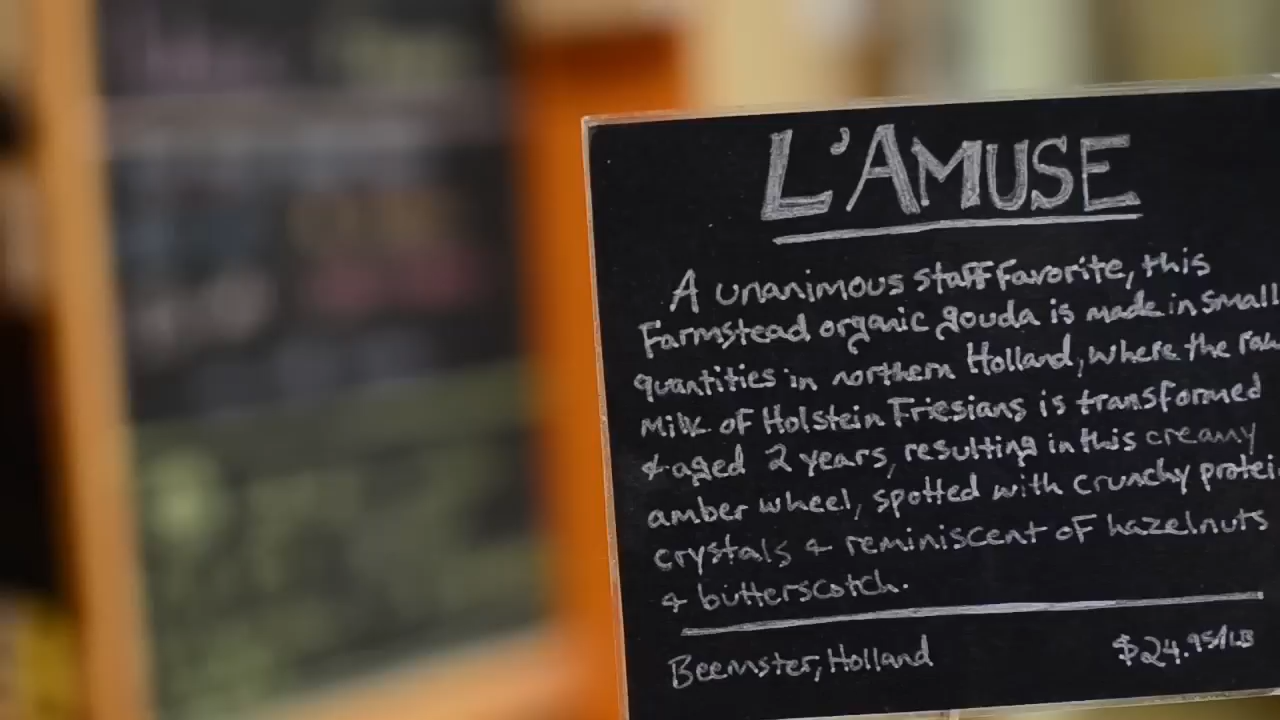 L'AMUSE
A unanimous staff favorite, this
Farmstead organic gouda is made in small
quantities in northern Holland, where the raw
milk of Holstein Friesians is transformed
& aged 2 years, resulting in this creamy
amber wheel, spotted with crunchy protei
crystals & reminiscent of hazelnuts
& butterscotch.
Beemster, Holland
$24.95/LB